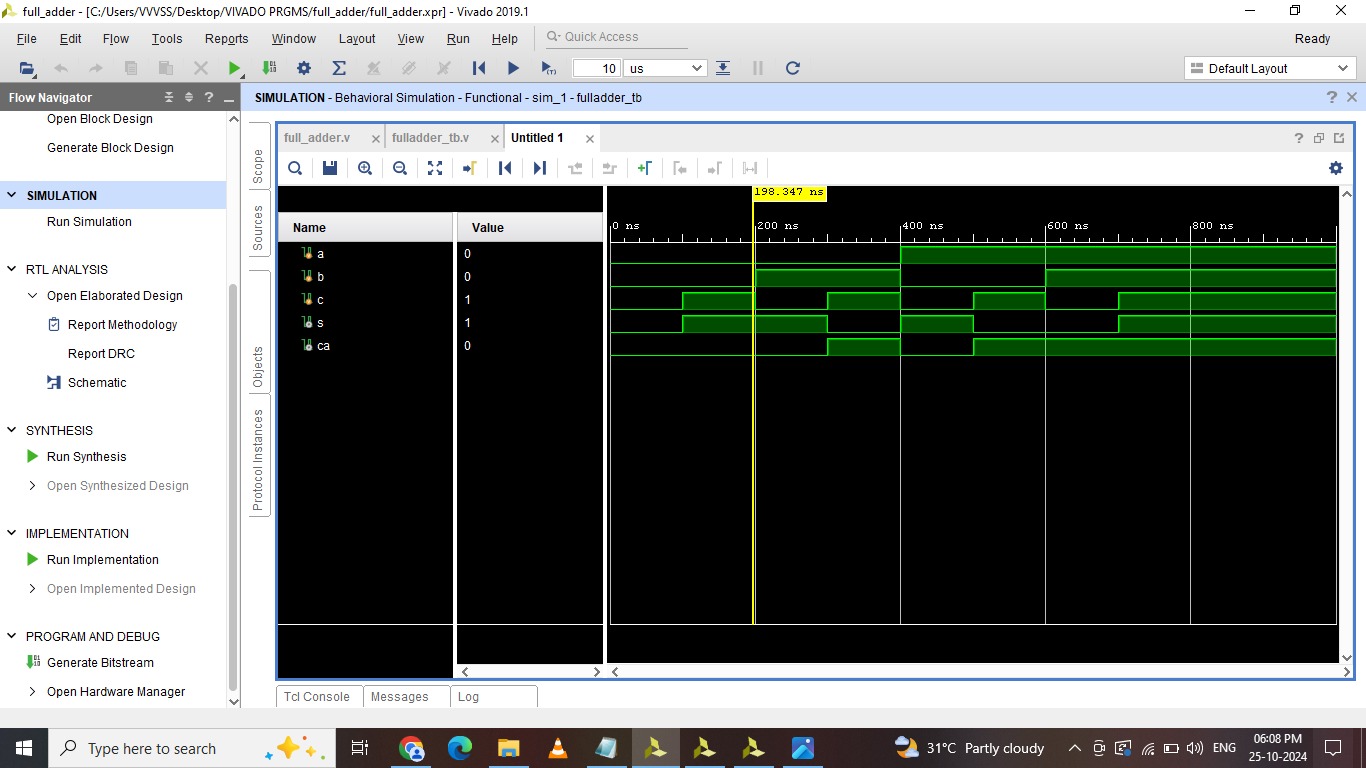 full_adder - [C:/Users/VVVSS/Desktop/VIVADO PRGMS/full_adder/full_adder.xpr] - Vivado 2019.1
File Edit Flow Tools Reports Window Layout View Run Help Quick Access Ready
10 us Default Layout
Flow Navigator
SIMULATION - Behavioral Simulation - Functional - sim_1 - fulladder_tb
Open Block Design
Generate Block Design
SIMULATION
Run Simulation
RTL ANALYSIS
Open Elaborated Design
Report Methodology
Report DRC
Schematic
SYNTHESIS
Run Synthesis
Open Synthesized Design
IMPLEMENTATION
Run Implementation
Open Implemented Design
PROGRAM AND DEBUG
Generate Bitstream
Open Hardware Manager
Scope
Sources
Objects
Protocol Instances
full_adder.v fulladder_tb.v Untitled 1
198.347 ns
Name Value
0 ns 200 ns 400 ns 600 ns 800 ns
a 0
b 0
c 1
s 1
ca 0
Tcl Console Messages Log
Type here to search
31°C Partly cloudy ENG
06:08 PM
25-10-2024